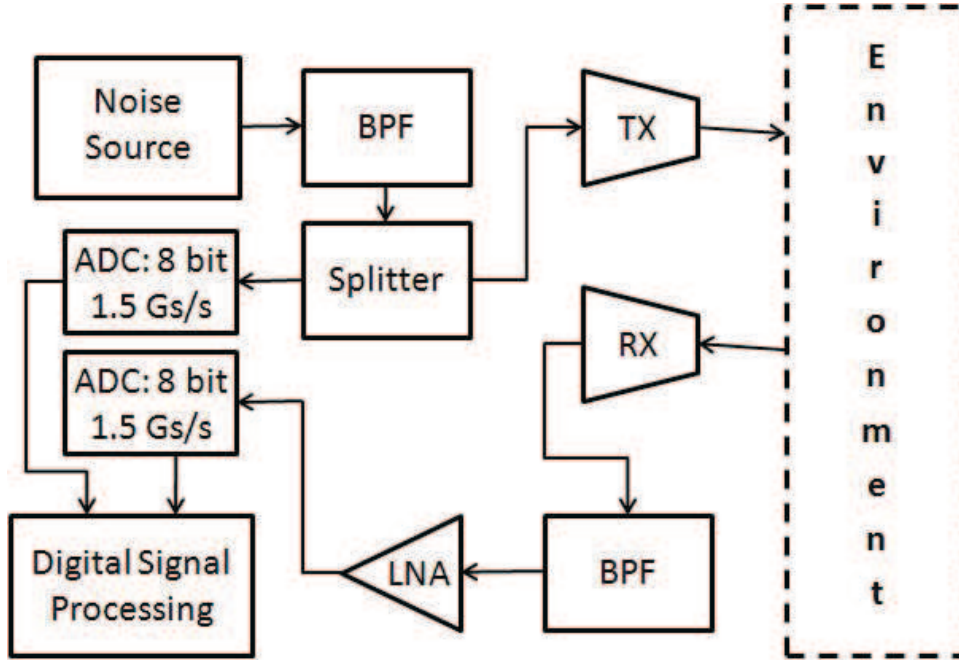 Noise
Source
BPF
TX
Splitter
ADC: 8 bit
1.5 Gs/s
ADC: 8 bit
1.5 Gs/s
RX
Digital Signal
Processing
LNA
BPF
E
n
v
i
r
o
n
m
e
n
t